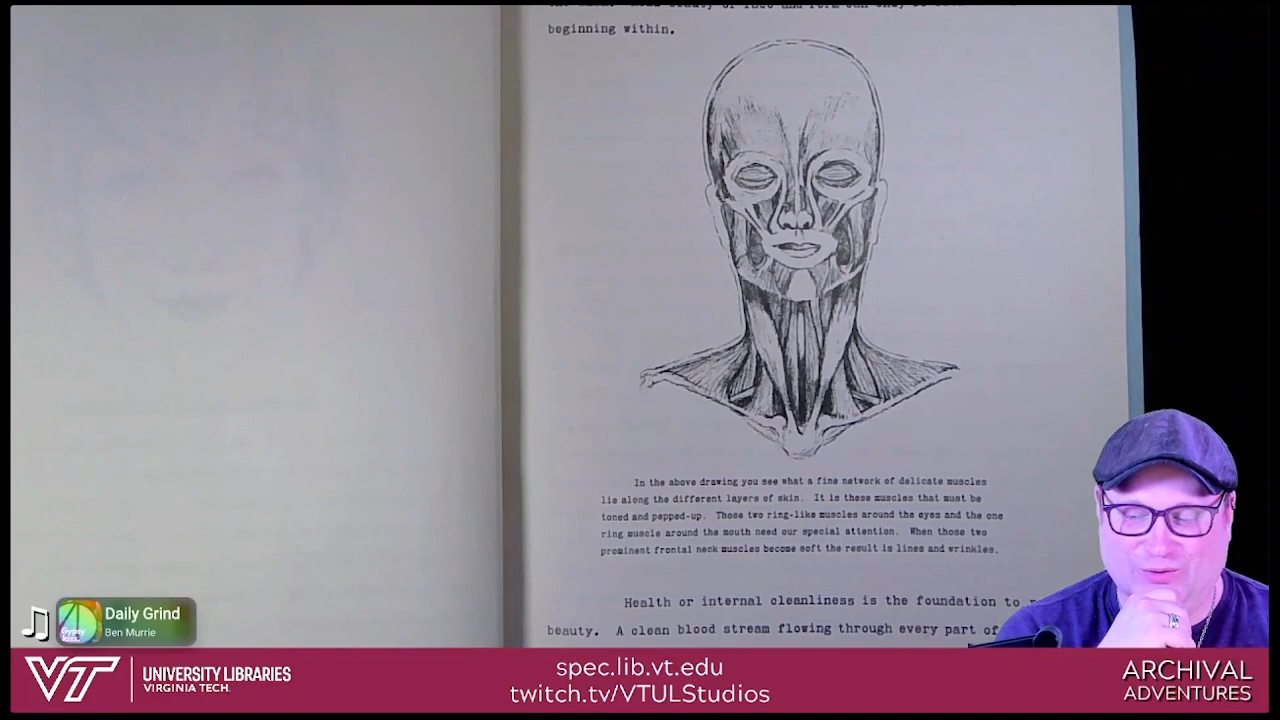 beginning within.
In the above drawing you see what a fine network of delicate muscles
lie along the different layers of skin. It is these muscles that must be
toned and pepped-up. Those two ring-like muscles around the eyes and the one
ring muscle around the mouth need our special attention. When those two
prominent frontal neck muscles become soft the result is lines and wrinkles.
Health or internal cleanliness is the foundation to
beauty. A clean blood stream flowing through every part of
Daily Grind
Ben Murrie
VT
UNIVERSITY LIBRARIES
VIRGINIA TECH.
spec.lib.vt.edu
twitch.tv/VTULStudios
ARCHIVAL
ADVENTURES